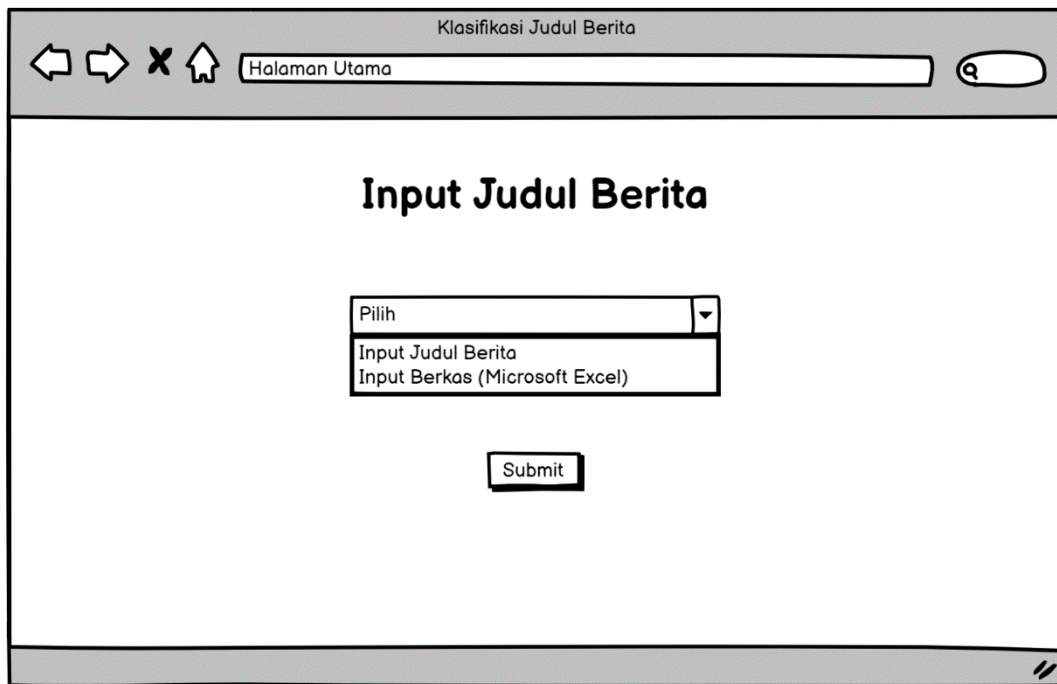 Klasifikasi Judul Berita
Halaman Utama
Input Judul Berita
Pilih
Input Judul Berita
Input Berkas (Microsoft Excel)
Submit